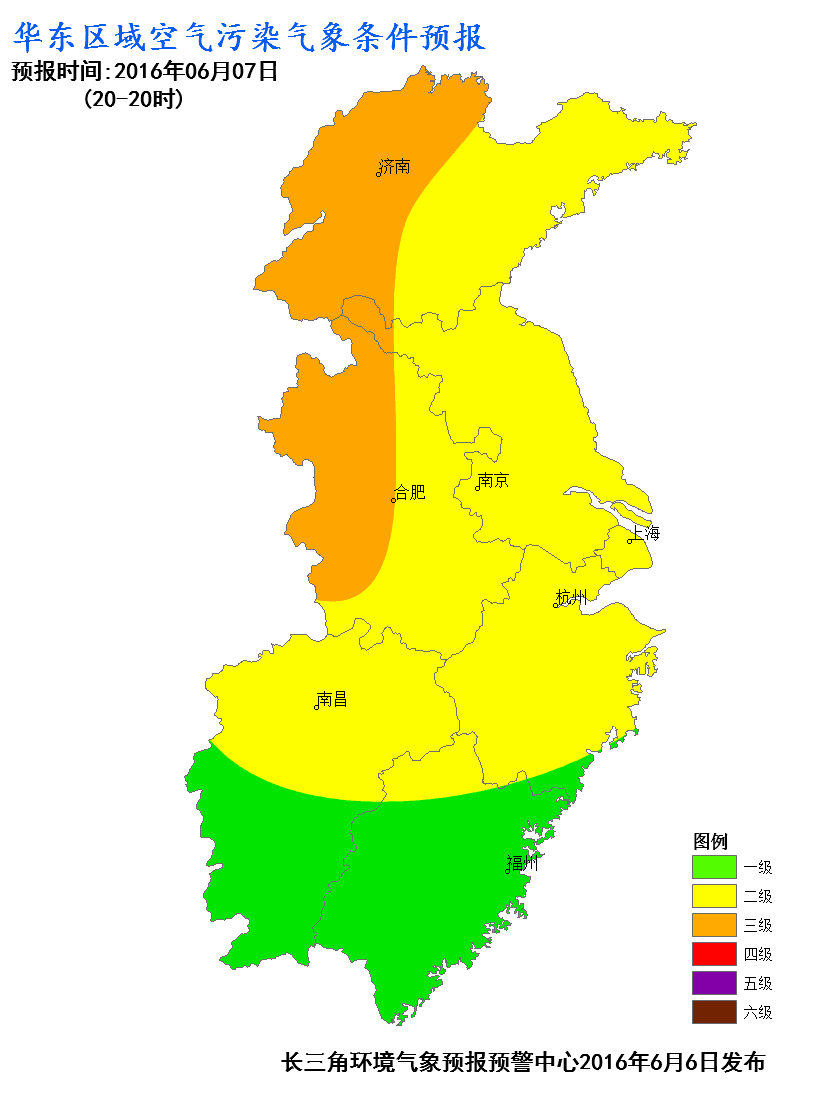 华东区域空气污染气象条件预报
预报时间:2016年06月07日
(20-20时)
济南
合肥
南京
上海
杭州
南昌
福州
图例
一级
二级
三级
四级
五级
六级
长三角环境气象预报预警中心2016年6月6日发布